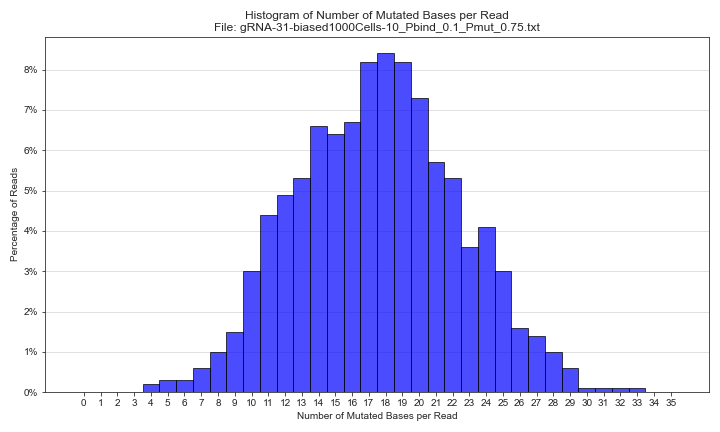 Histogram of Number of Mutated Bases per Read
File: gRNA-31-biased1000Cells-10_Pbind_0.1_Pmut_0.75.txt
Percentage of Reads
8%
7%
6%
5%
4%
3%
2%
1%
0%
0 1 2 3 4 5 6 7 8 9 10 11 12 13 14 15 16 17 18 19 20 21 22 23 24 25 26 27 28 29 30 31 32 33 34 35
Number of Mutated Bases per Read